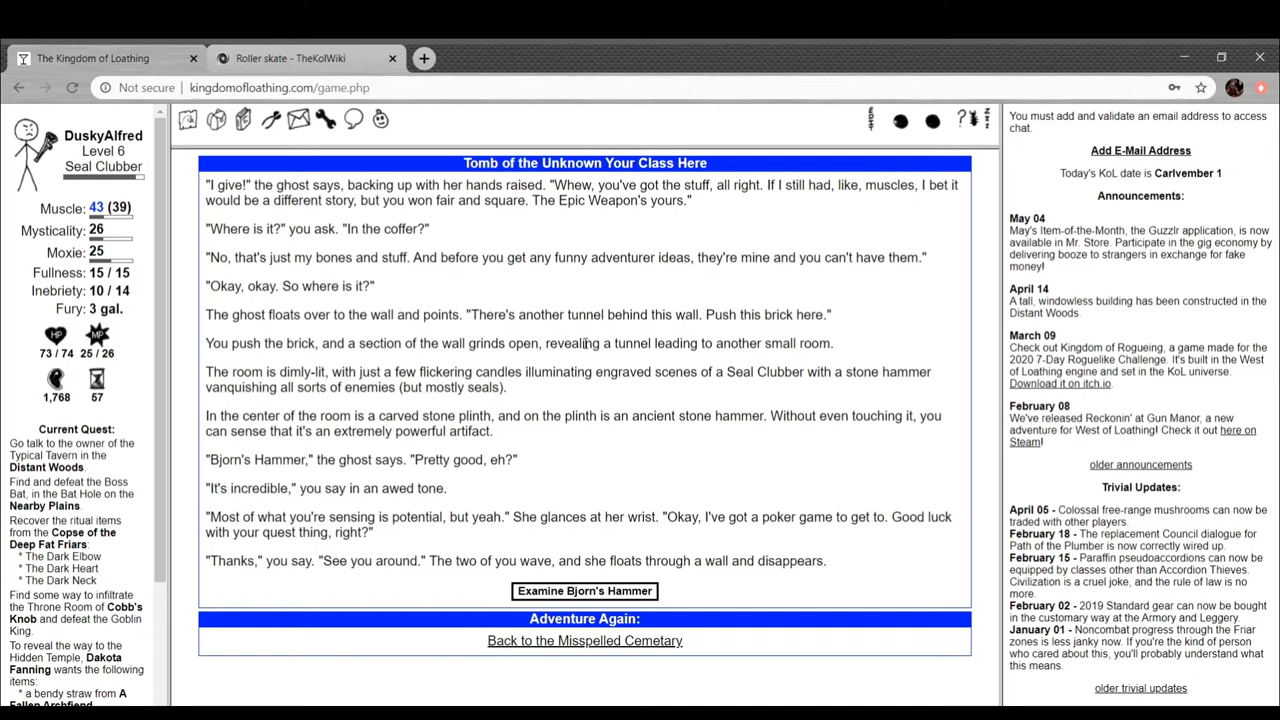 The Kingdom of Loathing
Roller skate - TheKolWiki
Not secure
kingdomofloathing.com/game.php
DuskyAlfred
Level 6
Seal Clubber
Muscle: 43 (39)
Mysticality: 26
Moxie: 25
Fullness: 15 / 15
Inebriety: 10 / 14
Fury: 3 gal.
HP
MP
73 / 74 25 / 26
1,768 57
Current Quest:
Go talk to the owner of the
Typical Tavern in the
Distant Woods.
Find and defeat the Boss
Bat, in the Bat Hole on the
Nearby Plains.
Recover the ritual items
from the Copse of the
Deep Fat Friars:
* The Dark Elbow
* The Dark Heart
* The Dark Neck
Find some way to infiltrate
the Throne Room of Cobb's
Knob and defeat the Goblin
King.
To reveal the way to the
Hidden Temple, Dakota
Fanning wants the following
items:
* a bendy straw from A
Fallen Archfiend
Tomb of the Unknown Your Class Here
"I give!" the ghost says, backing up with her hands raised. "Whew, you've got the stuff, all right. If I still had, like, muscles, I bet it
would be a different story, but you won fair and square. The Epic Weapon's yours."
"Where is it?" you ask. "In the coffer?"
"No, that's just my bones and stuff. And before you get any funny adventurer ideas, they're mine and you can't have them."
"Okay, okay. So where is it?"
The ghost floats over to the wall and points. "There's another tunnel behind this wall. Push this brick here."
You push the brick, and a section of the wall grinds open, revealing a tunnel leading to another small room.
The room is dimly-lit, with just a few flickering candles illuminating engraved scenes of a Seal Clubber with a stone hammer
vanquishing all sorts of enemies (but mostly seals).
In the center of the room is a carved stone plinth, and on the plinth is an ancient stone hammer. Without even touching it, you
can sense that it's an extremely powerful artifact.
"Bjorn's Hammer," the ghost says. "Pretty good, eh?"
"It's incredible," you say in an awed tone.
"Most of what you're sensing is potential, but yeah." She glances at her wrist. "Okay, I've got a poker game to get to. Good luck
with your quest thing, right?"
"Thanks," you say. "See you around." The two of you wave, and she floats through a wall and disappears.
Examine Bjorn's Hammer
Adventure Again:
Back to the Misspelled Cemetary
You must add and validate an email address to access
chat.
Add E-Mail Address
Today's KoL date is Carlvember 1
Announcements:
May 04
May's Item-of-the-Month, the Guzzlr application, is now
available in Mr. Store. Participate in the gig economy by
delivering booze to strangers in exchange for fake
money!
April 14
A tall, windowless building has been constructed in the
Distant Woods.
March 09
Check out Kingdom of Rogueing, a game made for the
2020 7-Day Roguelike Challenge. It's built in the West
of Loathing engine and set in the KoL universe.
Download it on itch.io.
February 08
We've released Reckonin' at Gun Manor, a new
adventure for West of Loathing! Check it out here on
Steam!
older announcements
Trivial Updates:
April 05 - Colossal free-range mushrooms can now be
traded with other players.
February 18 - The replacement Council dialogue for
Path of the Plumber is now correctly wired up.
February 15 - Paraffin pseudoaccordions can now be
equipped by classes other than Accordion Thieves.
Civilization is a cruel joke, and the rule of law is no
more.
February 02 - 2019 Standard gear can now be bought
in the customary way at the Armory and Leggery.
January 01 - Noncombat progress through the Friar
zones is less janky now. If you're the kind of person
who cared about this, you'll probably understand what
this means.
older trivial updates